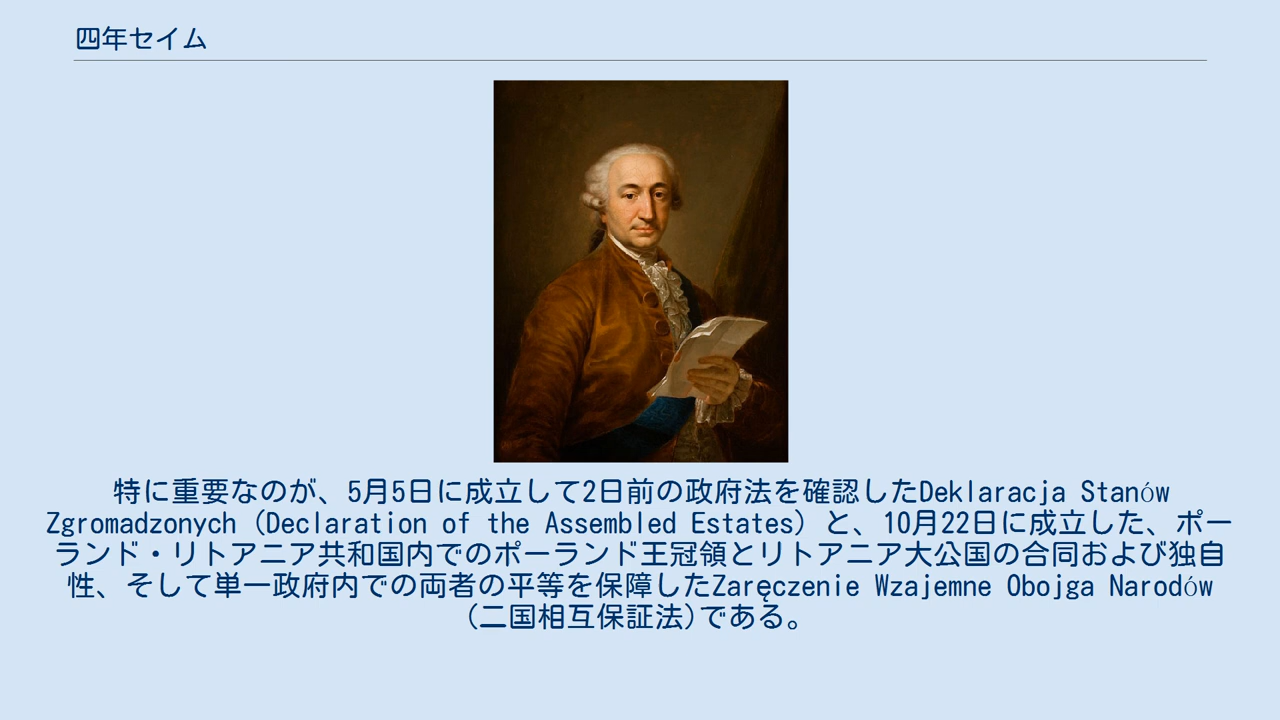 四年セイム
特に重要なのが、5月5日に成立して2日前の政府法を確認したDeklaracja Stanów
Zgromadzonych (Declaration of the Assembled Estates) と、10月22日に成立した、ポー
ランド・リトアニア共和国内でのポーランド王冠領とリトアニア大公国の合同および独自
性、そして単一政府内での両者の平等を保障したZaręczenie Wzajemne Obojga Narodów
(二国相互保証法)である。